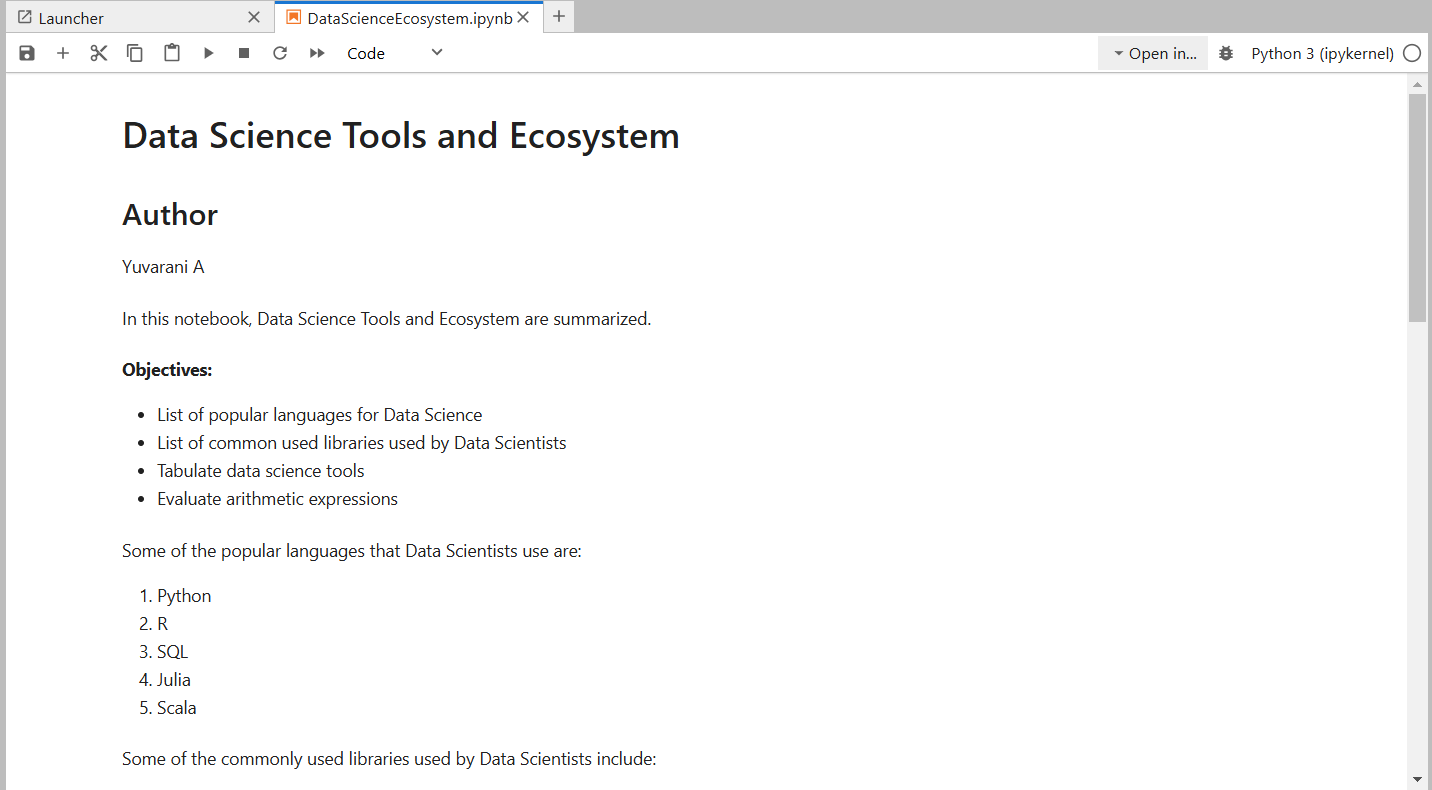 Launcher
DataScienceEcosystem.ipynb
Code
Open in...
Python 3 (ipykernel)
Data Science Tools and Ecosystem
Author
Yuvarani A
In this notebook, Data Science Tools and Ecosystem are summarized.
Objectives:
• List of popular languages for Data Science
• List of common used libraries used by Data Scientists
• Tabulate data science tools
• Evaluate arithmetic expressions
Some of the popular languages that Data Scientists use are:
1. Python
2. R
3. SQL
4. Julia
5. Scala
Some of the commonly used libraries used by Data Scientists include: